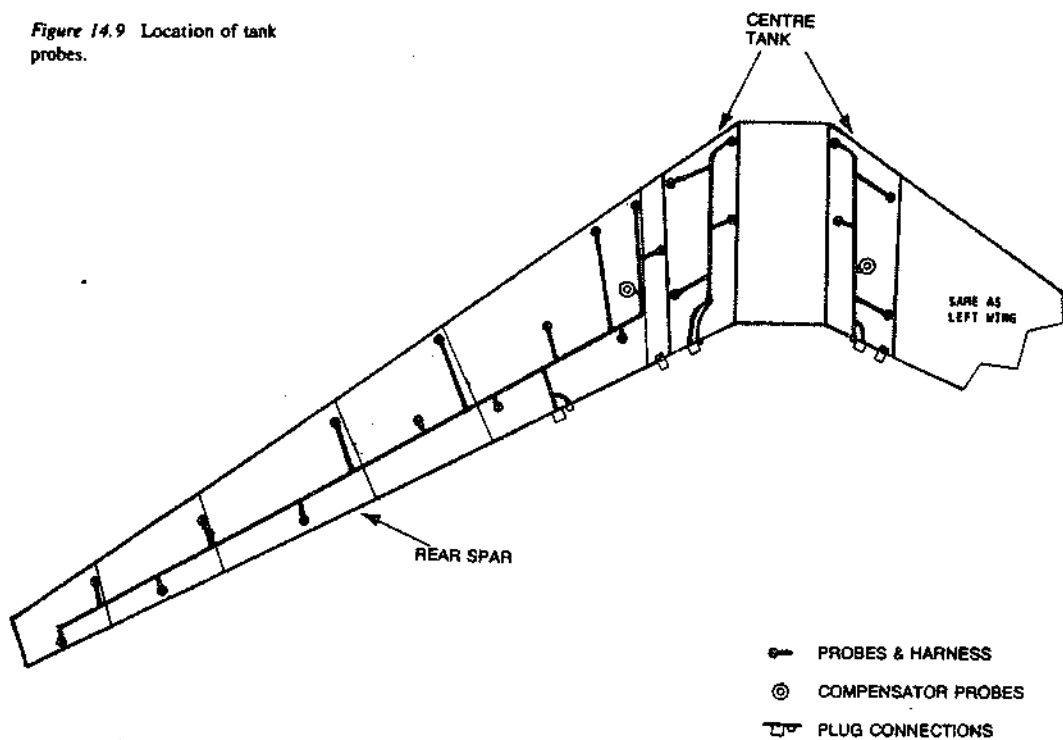 Figure 14.9 Location of tank
probes.
CENTRE
TANK
SAME AS
LEFT WING
REAR SPAR
PROBES & HARNESS
COMPENSATOR PROBES
PLUG CONNECTIONS